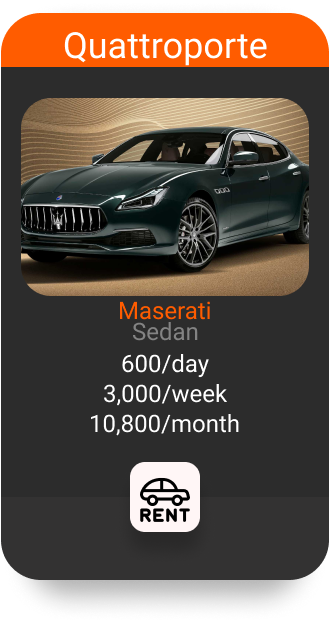 Quattroporte
Maserati
Sedan
600/day
3,000/week
10,800/month
RENT